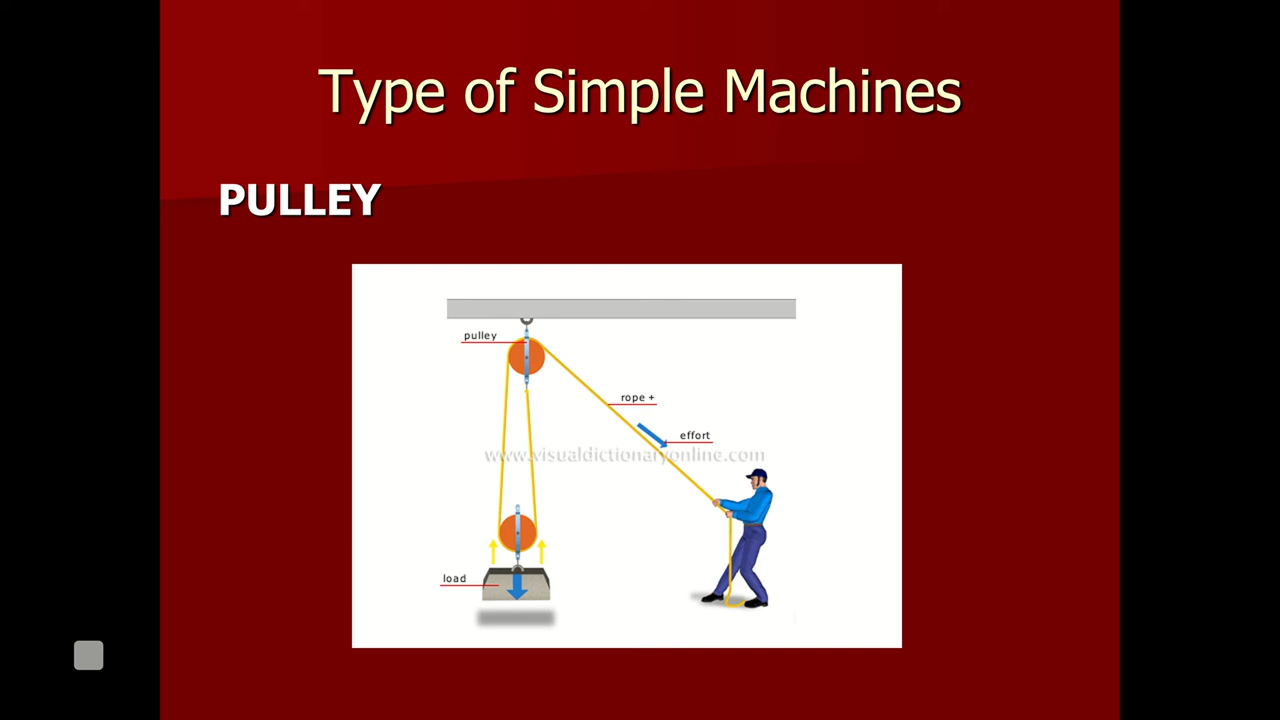 Type of Simple Machines
PULLEY
pulley
rope +
effort
www.visualdictionaryonline.com
load